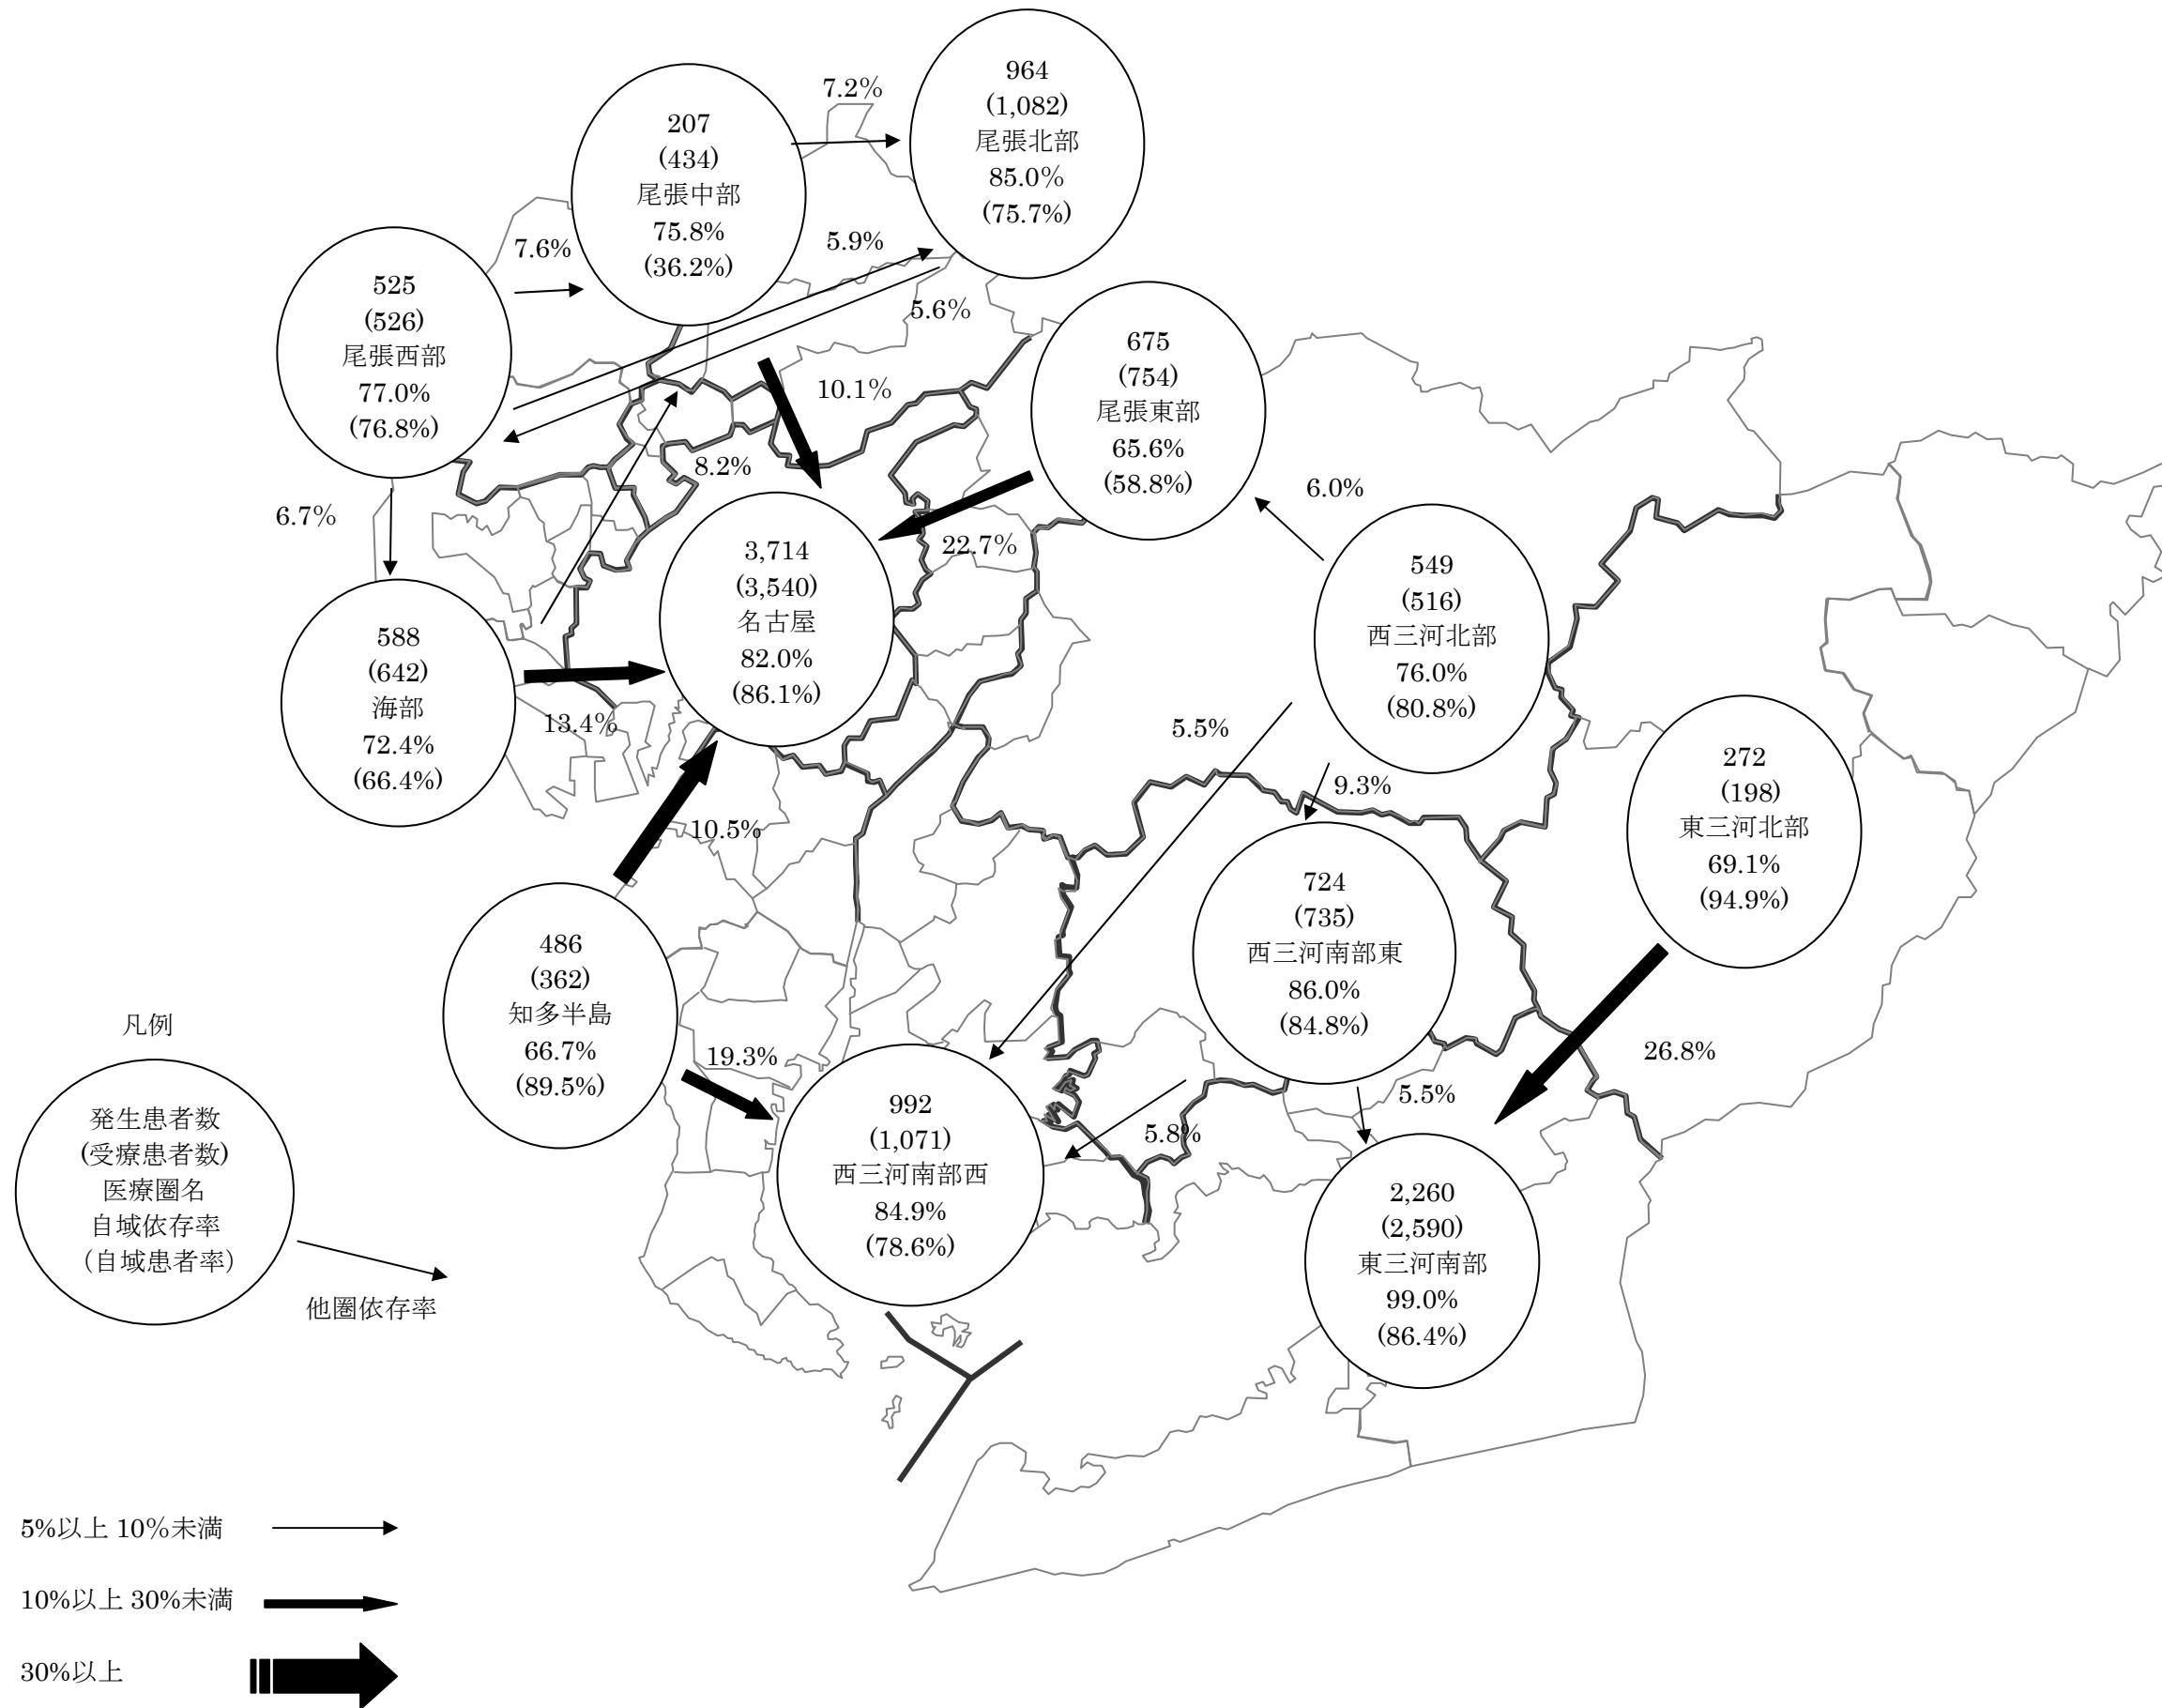 964
(1,082)
尾張北部
85.0%
(75.7%)
7.2%
207
(434)
尾張中部
75.8%
(36.2%)
7.6%
5.9%
5.6%
525
(526)
尾張西部
77.0%
(76.8%)
675
(754)
尾張東部
65.6%
(58.8%)
10.1%
8.2%
6.7%
6.0%
22.7%
3,714
(3,540)
名古屋
82.0%
(86.1%)
549
(516)
西三河北部
76.0%
(80.8%)
588
(642)
海部
72.4%
(66.4%)
13.4%
5.5%
9.3%
272
(198)
東三河北部
69.1%
(94.9%)
10.5%
724
(735)
西三河南部東
86.0%
(84.8%)
486
(362)
知多半島
66.7%
(89.5%)
19.3%
26.8%
5.5%
5.8%
992
(1,071)
西三河南部西
84.9%
(78.6%)
2,260
(2,590)
東三河南部
99.0%
(86.4%)
凡例
発生患者数
(受療患者数)
医療圏名
自域依存率
(自域患者率)
他圏依存率
5%以上 10%未満
10%以上 30%未満
30%以上